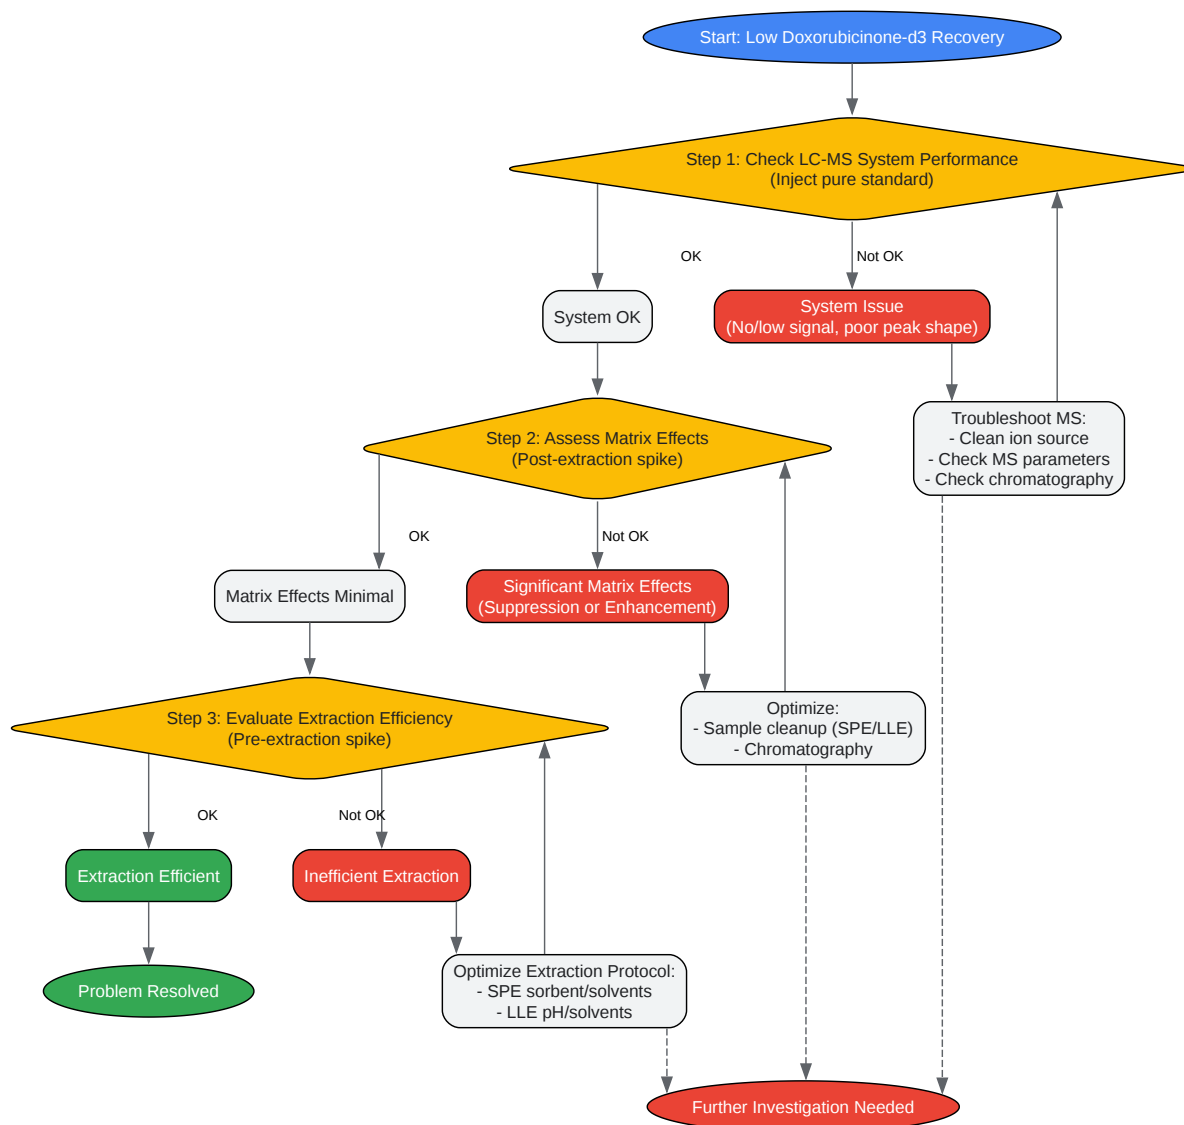 Start: Low Doxorubicinone-d3 Recovery
Step 1: Check LC-MS System Performance
(Inject pure standard)
OK
Not OK
System OK
System Issue
(No/low signal, poor peak shape)
Troubleshoot MS:
- Clean ion source
- Check MS parameters
- Check chromatography
Step 2: Assess Matrix Effects
(Post-extraction spike)
OK
Not OK
Matrix Effects Minimal
Significant Matrix Effects
(Suppression or Enhancement)
Optimize:
- Sample cleanup (SPE/LLE)
- Chromatography
Step 3: Evaluate Extraction Efficiency
(Pre-extraction spike)
OK
Not OK
Extraction Efficient
Inefficient Extraction
Optimize Extraction Protocol:
- SPE sorbent/solvents
- LLE pH/solvents
Problem Resolved
Further Investigation Needed